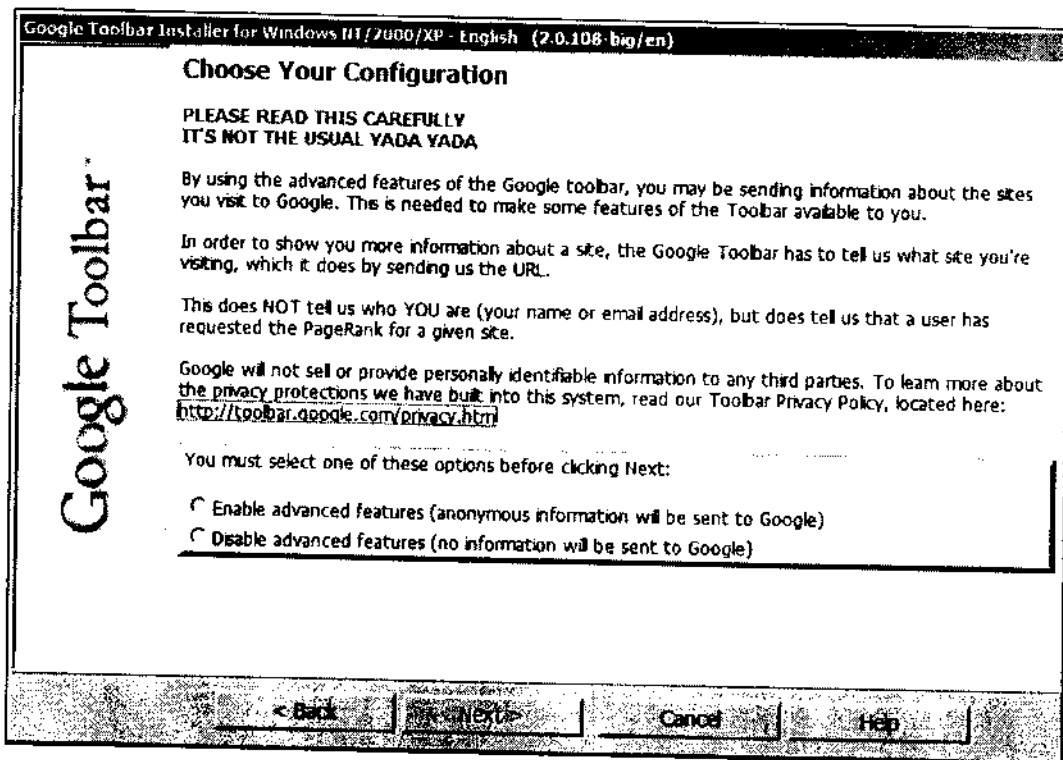 Google Toolbar Installer for Windows NT/2000/XP - English (2.0.108-big/en)
Choose Your Configuration
PLEASE READ THIS CAREFULLY
IT'S NOT THE USUAL YADA YADA
By using the advanced features of the Google toolbar, you may be sending information about the sites
you visit to Google. This is needed to make some features of the Toolbar available to you.
In order to show you more information about a site, the Google Toolbar has to tell us what site you're
visiting, which it does by sending us the URL.
This does NOT tell us who YOU are (your name or email address), but does tell us that a user has
requested the PageRank for a given site.
Google will not sell or provide personally identifiable information to any third parties. To learn more about
the privacy protections we have built into this system, read our Toolbar Privacy Policy, located here:
http://toolbar.google.com/privacy.html
You must select one of these options before clicking Next:
Enable advanced features (anonymous information will be sent to Google)
Disable advanced features (no information will be sent to Google)
Google Toolbar™
< Back
Next >
Cancel
Help